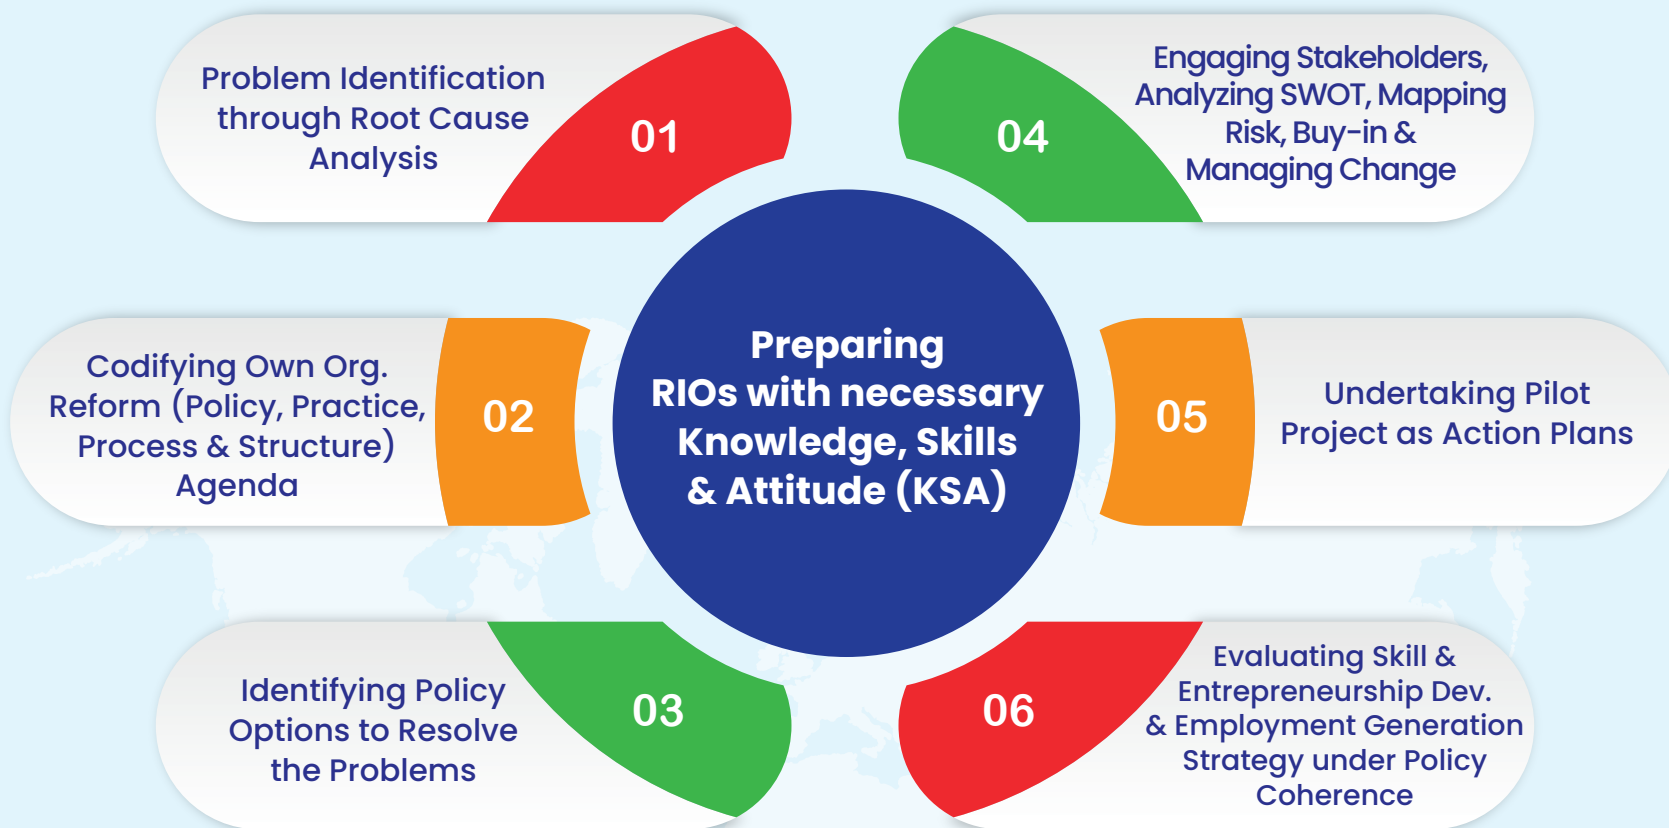 01
Problem Identification
through Root Cause
Analysis
02
Codifying Own Org.
Reform (Policy, Practice,
Process & Structure)
Agenda
03
Identifying Policy
Options to Resolve
the Problems
Preparing
RIOs with necessary
Knowledge, Skills
& Attitude (KSA)
04
Engaging Stakeholders,
Analyzing SWOT, Mapping
Risk, Buy-in &
Managing Change
05
Undertaking Pilot
Project as Action Plans
06
Evaluating Skill &
Entrepreneurship Dev.
& Employment Generation
Strategy under Policy
Coherence